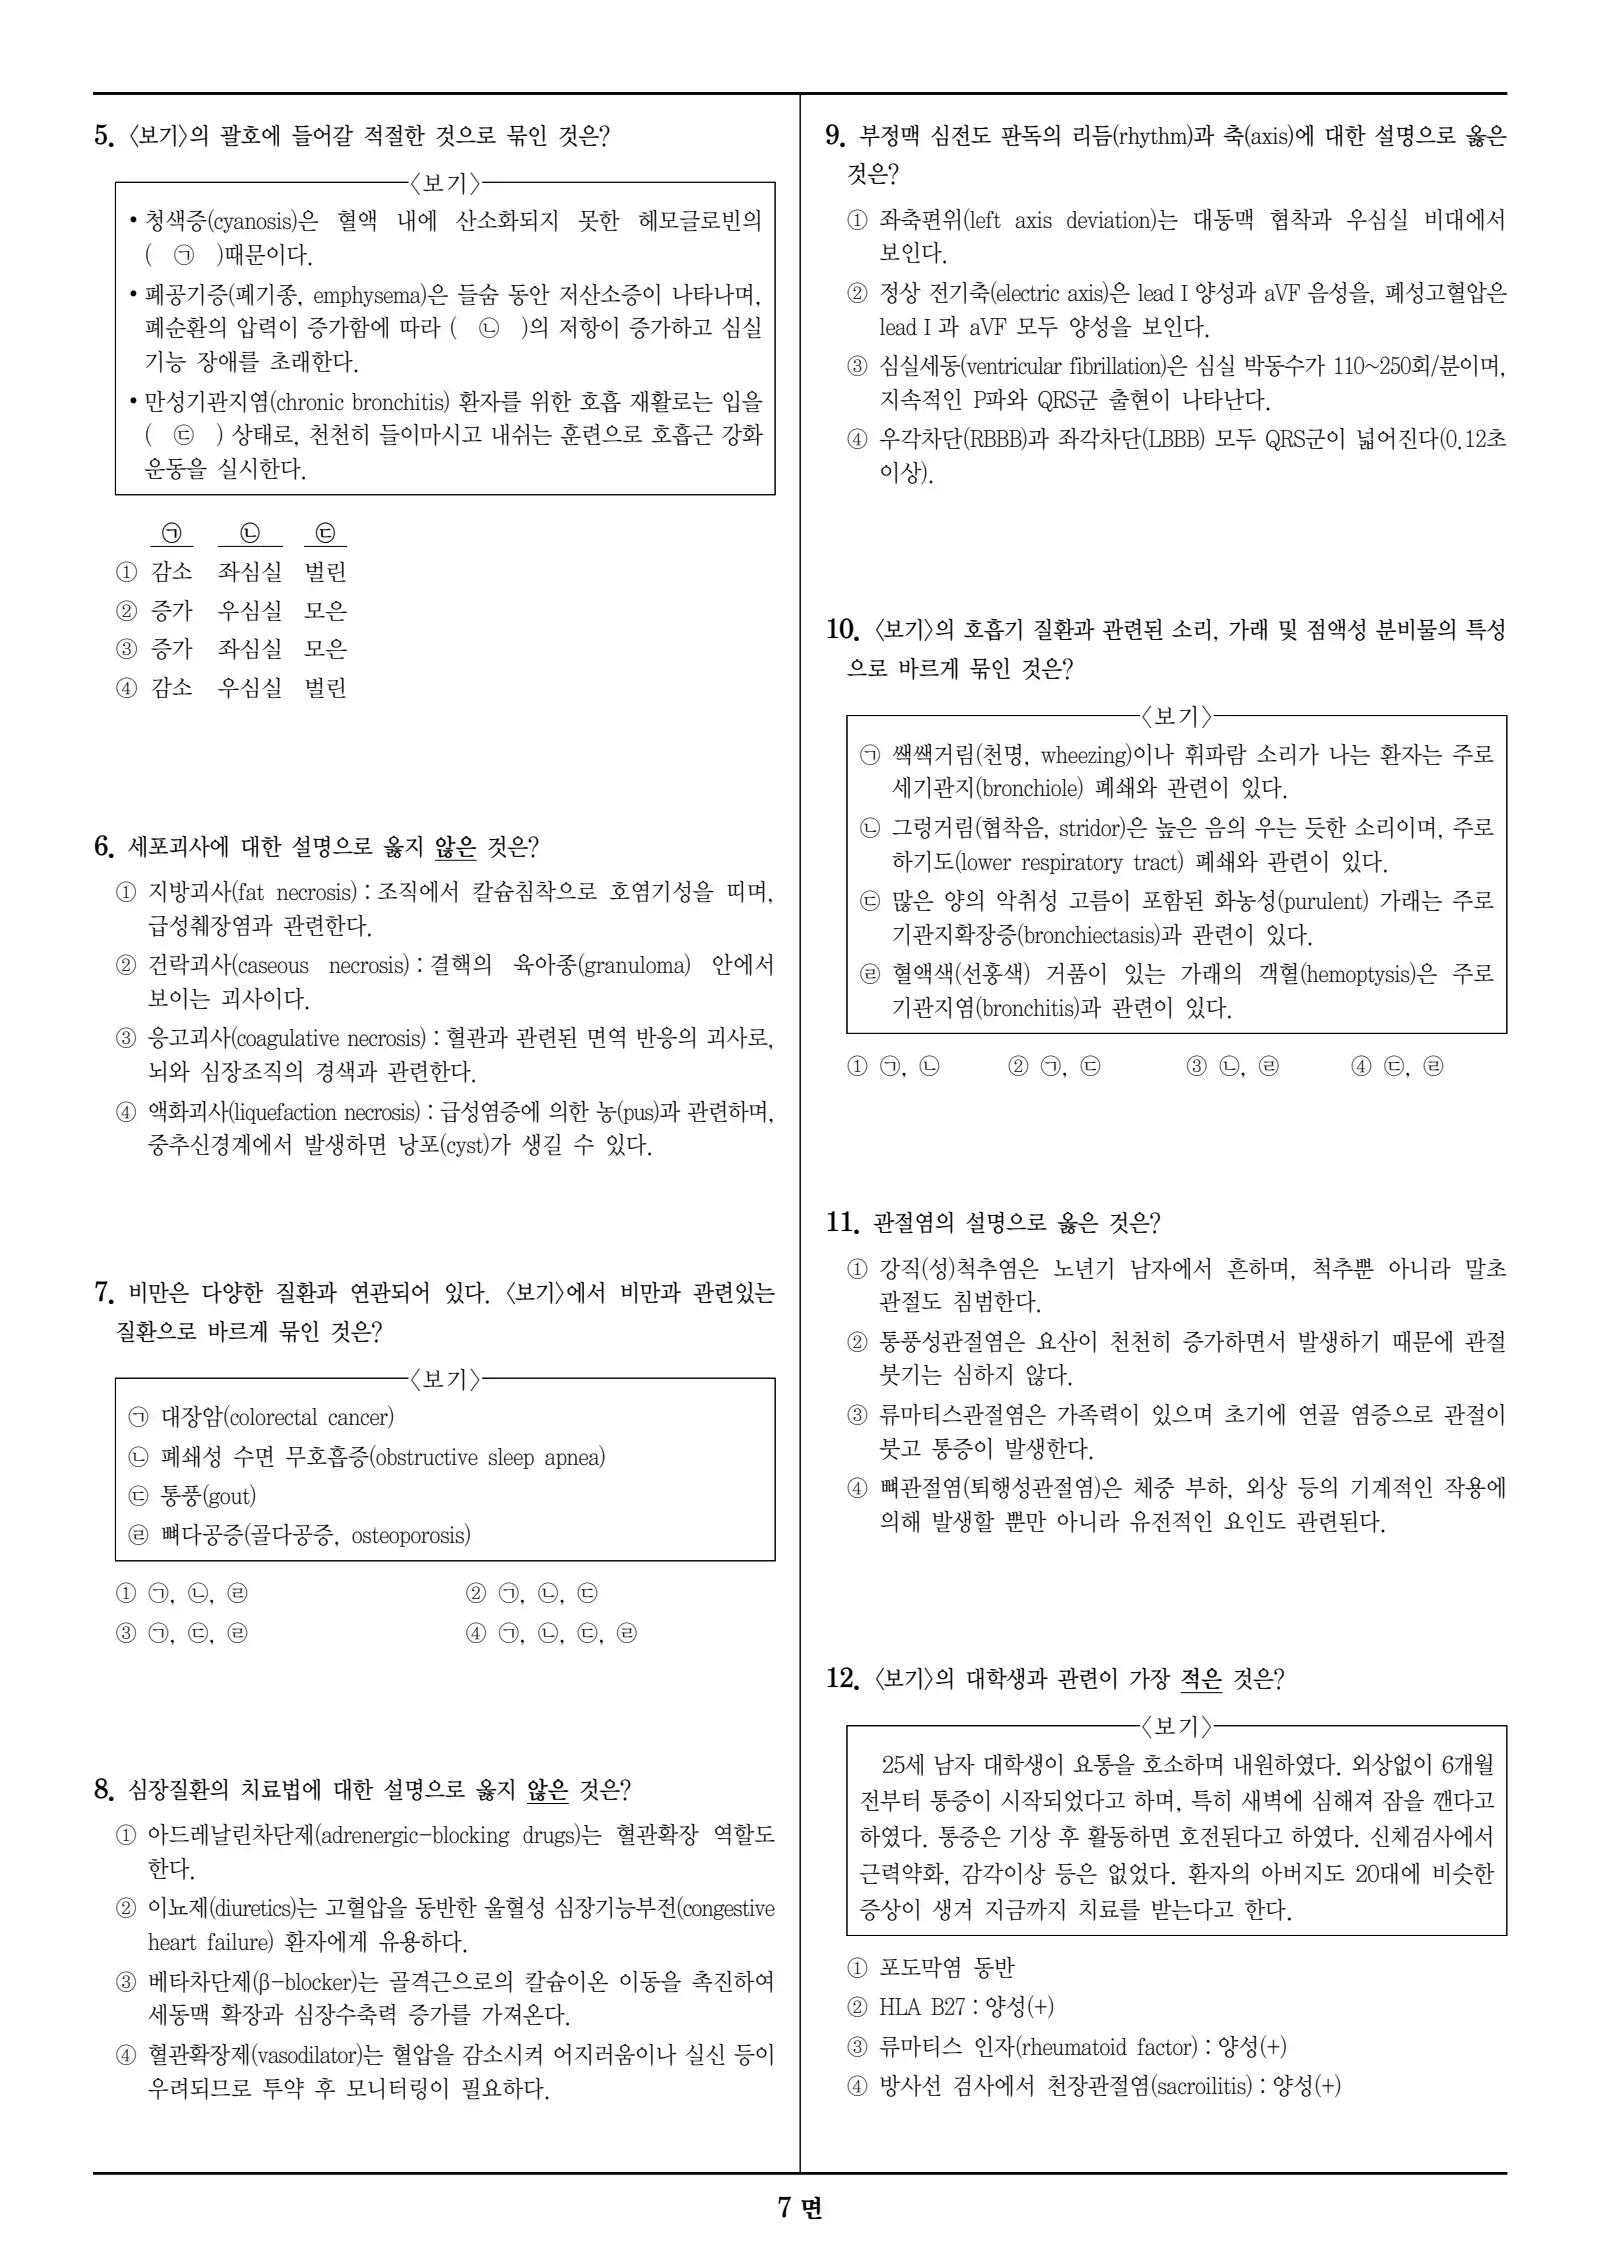 5. 〈보기〉의 괄호에 들어갈 적절한 것으로 묶인 것은?
〈보기〉
• 청색증(cyanosis)은 혈액 내에 산소화되지 못한 헤모글로빈의
( ㉠ )때문이다.
• 폐공기증(폐기종, emphysema)은 들숨 동안 저산소증이 나타나며,
폐순환의 압력이 증가함에 따라 ( ㉡ )의 저항이 증가하고 심실
기능 장애를 초래한다.
• 만성기관지염(chronic bronchitis) 환자를 위한 호흡 재활로는 입을
( ㉢ ) 상태로, 천천히 들이마시고 내쉬는 훈련으로 호흡근 강화
운동을 실시한다.
㉠ ㉡ ㉢
① 감소 좌심실 벌린
② 증가 우심실 모은
③ 증가 좌심실 모은
④ 감소 우심실 벌린
6. 세포괴사에 대한 설명으로 옳지 않은 것은?
① 지방괴사(fat necrosis) : 조직에서 칼슘침착으로 호염기성을 띠며,
급성췌장염과 관련한다.
② 건락괴사(caseous necrosis) : 결핵의 육아종(granuloma) 안에서
보이는 괴사이다.
③ 응고괴사(coagulative necrosis) : 혈관과 관련된 면역 반응의 괴사로,
뇌와 심장조직의 경색과 관련한다.
④ 액화괴사(liquefaction necrosis) : 급성염증에 의한 농(pus)과 관련하며,
중추신경계에서 발생하면 낭포(cyst)가 생길 수 있다.
7. 비만은 다양한 질환과 연관되어 있다. 〈보기〉에서 비만과 관련있는
질환으로 바르게 묶인 것은?
〈보기〉
㉠ 대장암(colorectal cancer)
㉡ 폐쇄성 수면 무호흡증(obstructive sleep apnea)
㉢ 통풍(gout)
㉣ 뼈다공증(골다공증, osteoporosis)
① ㉠, ㉡, ㉣ ② ㉠, ㉡, ㉢
③ ㉠, ㉢, ㉣ ④ ㉠, ㉡, ㉢, ㉣
8. 심장질환의 치료법에 대한 설명으로 옳지 않은 것은?
① 아드레날린차단제(adrenergic-blocking drugs)는 혈관확장 역할도
한다.
② 이뇨제(diuretics)는 고혈압을 동반한 울혈성 심장기능부전(congestive
heart failure) 환자에게 유용하다.
③ 베타차단제(β-blocker)는 골격근으로의 칼슘이온 이동을 촉진하여
세동맥 확장과 심장수축력 증가를 가져온다.
④ 혈관확장제(vasodilator)는 혈압을 감소시켜 어지러움이나 실신 등이
우려되므로 투약 후 모니터링이 필요하다.
9. 부정맥 심전도 판독의 리듬(rhythm)과 축(axis)에 대한 설명으로 옳은
것은?
① 좌축편위(left axis deviation)는 대동맥 협착과 우심실 비대에서
보인다.
② 정상 전기축(electric axis)은 lead I 양성과 aVF 음성을, 폐성고혈압은
lead I 과 aVF 모두 양성을 보인다.
③ 심실세동(ventricular fibrillation)은 심실 박동수가 110~250회/분이며,
지속적인 P파와 QRS군 출현이 나타난다.
④ 우각차단(RBBB)과 좌각차단(LBBB) 모두 QRS군이 넓어진다(0.12초
이상).
10. 〈보기〉의 호흡기 질환과 관련된 소리, 가래 및 점액성 분비물의 특성
으로 바르게 묶인 것은?
〈보기〉
㉠ 쌕쌕거림(천명, wheezing)이나 휘파람 소리가 나는 환자는 주로
세기관지(bronchiole) 폐쇄와 관련이 있다.
㉡ 그렁거림(협착음, stridor)은 높은 음의 우는 듯한 소리이며, 주로
하기도(lower respiratory tract) 폐쇄와 관련이 있다.
㉢ 많은 양의 악취성 고름이 포함된 화농성(purulent) 가래는 주로
기관지확장증(bronchiectasis)과 관련이 있다.
㉣ 혈액색(선홍색) 거품이 있는 가래의 객혈(hemoptysis)은 주로
기관지염(bronchitis)과 관련이 있다.
① ㉠, ㉡ ② ㉠, ㉢ ③ ㉡, ㉣ ④ ㉢, ㉣
11. 관절염의 설명으로 옳은 것은?
① 강직(성)척추염은 노년기 남자에서 흔하며, 척추뿐 아니라 말초
관절도 침범한다.
② 통풍성관절염은 요산이 천천히 증가하면서 발생하기 때문에 관절
붓기는 심하지 않다.
③ 류마티스관절염은 가족력이 있으며 초기에 연골 염증으로 관절이
붓고 통증이 발생한다.
④ 뼈관절염(퇴행성관절염)은 체중 부하, 외상 등의 기계적인 작용에
의해 발생할 뿐만 아니라 유전적인 요인도 관련된다.
12. 〈보기〉의 대학생과 관련이 가장 적은 것은?
〈보기〉
25세 남자 대학생이 요통을 호소하며 내원하였다. 외상없이 6개월
전부터 통증이 시작되었다고 하며, 특히 새벽에 심해져 잠을 깬다고
하였다. 통증은 기상 후 활동하면 호전된다고 하였다. 신체검사에서
근력약화, 감각이상 등은 없었다. 환자의 아버지도 20대에 비슷한
증상이 생겨 지금까지 치료를 받는다고 한다.
① 포도막염 동반
② HLA B27 : 양성(+)
③ 류마티스 인자(rheumatoid factor) : 양성(+)
④ 방사선 검사에서 천장관절염(sacroilitis) : 양성(+)
7 면